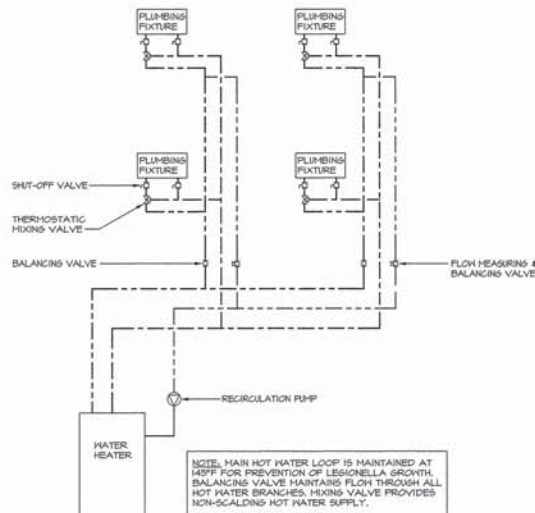 PLUMBING
FIXTURE
PLUMBING
FIXTURE
PLUMBING
FIXTURE
PLUMBING
FIXTURE
SHUT-OFF VALVE
THERMOSTATIC
MIXING VALVE
BALANCING VALVE
FLOW MEASURING &
BALANCING VALVE
RECIRCULATION PUMP
WATER
HEATER
NOTE: MAIN HOT WATER LOOP IS MAINTAINED AT
145°F FOR PREVENTION OF LEGIONELLA GROWTH.
BALANCING VALVE MAINTAINS FLOW THROUGH ALL
HOT WATER BRANCHES. MIXING VALVE PROVIDES
NON-SCALDING HOT WATER SUPPLY.